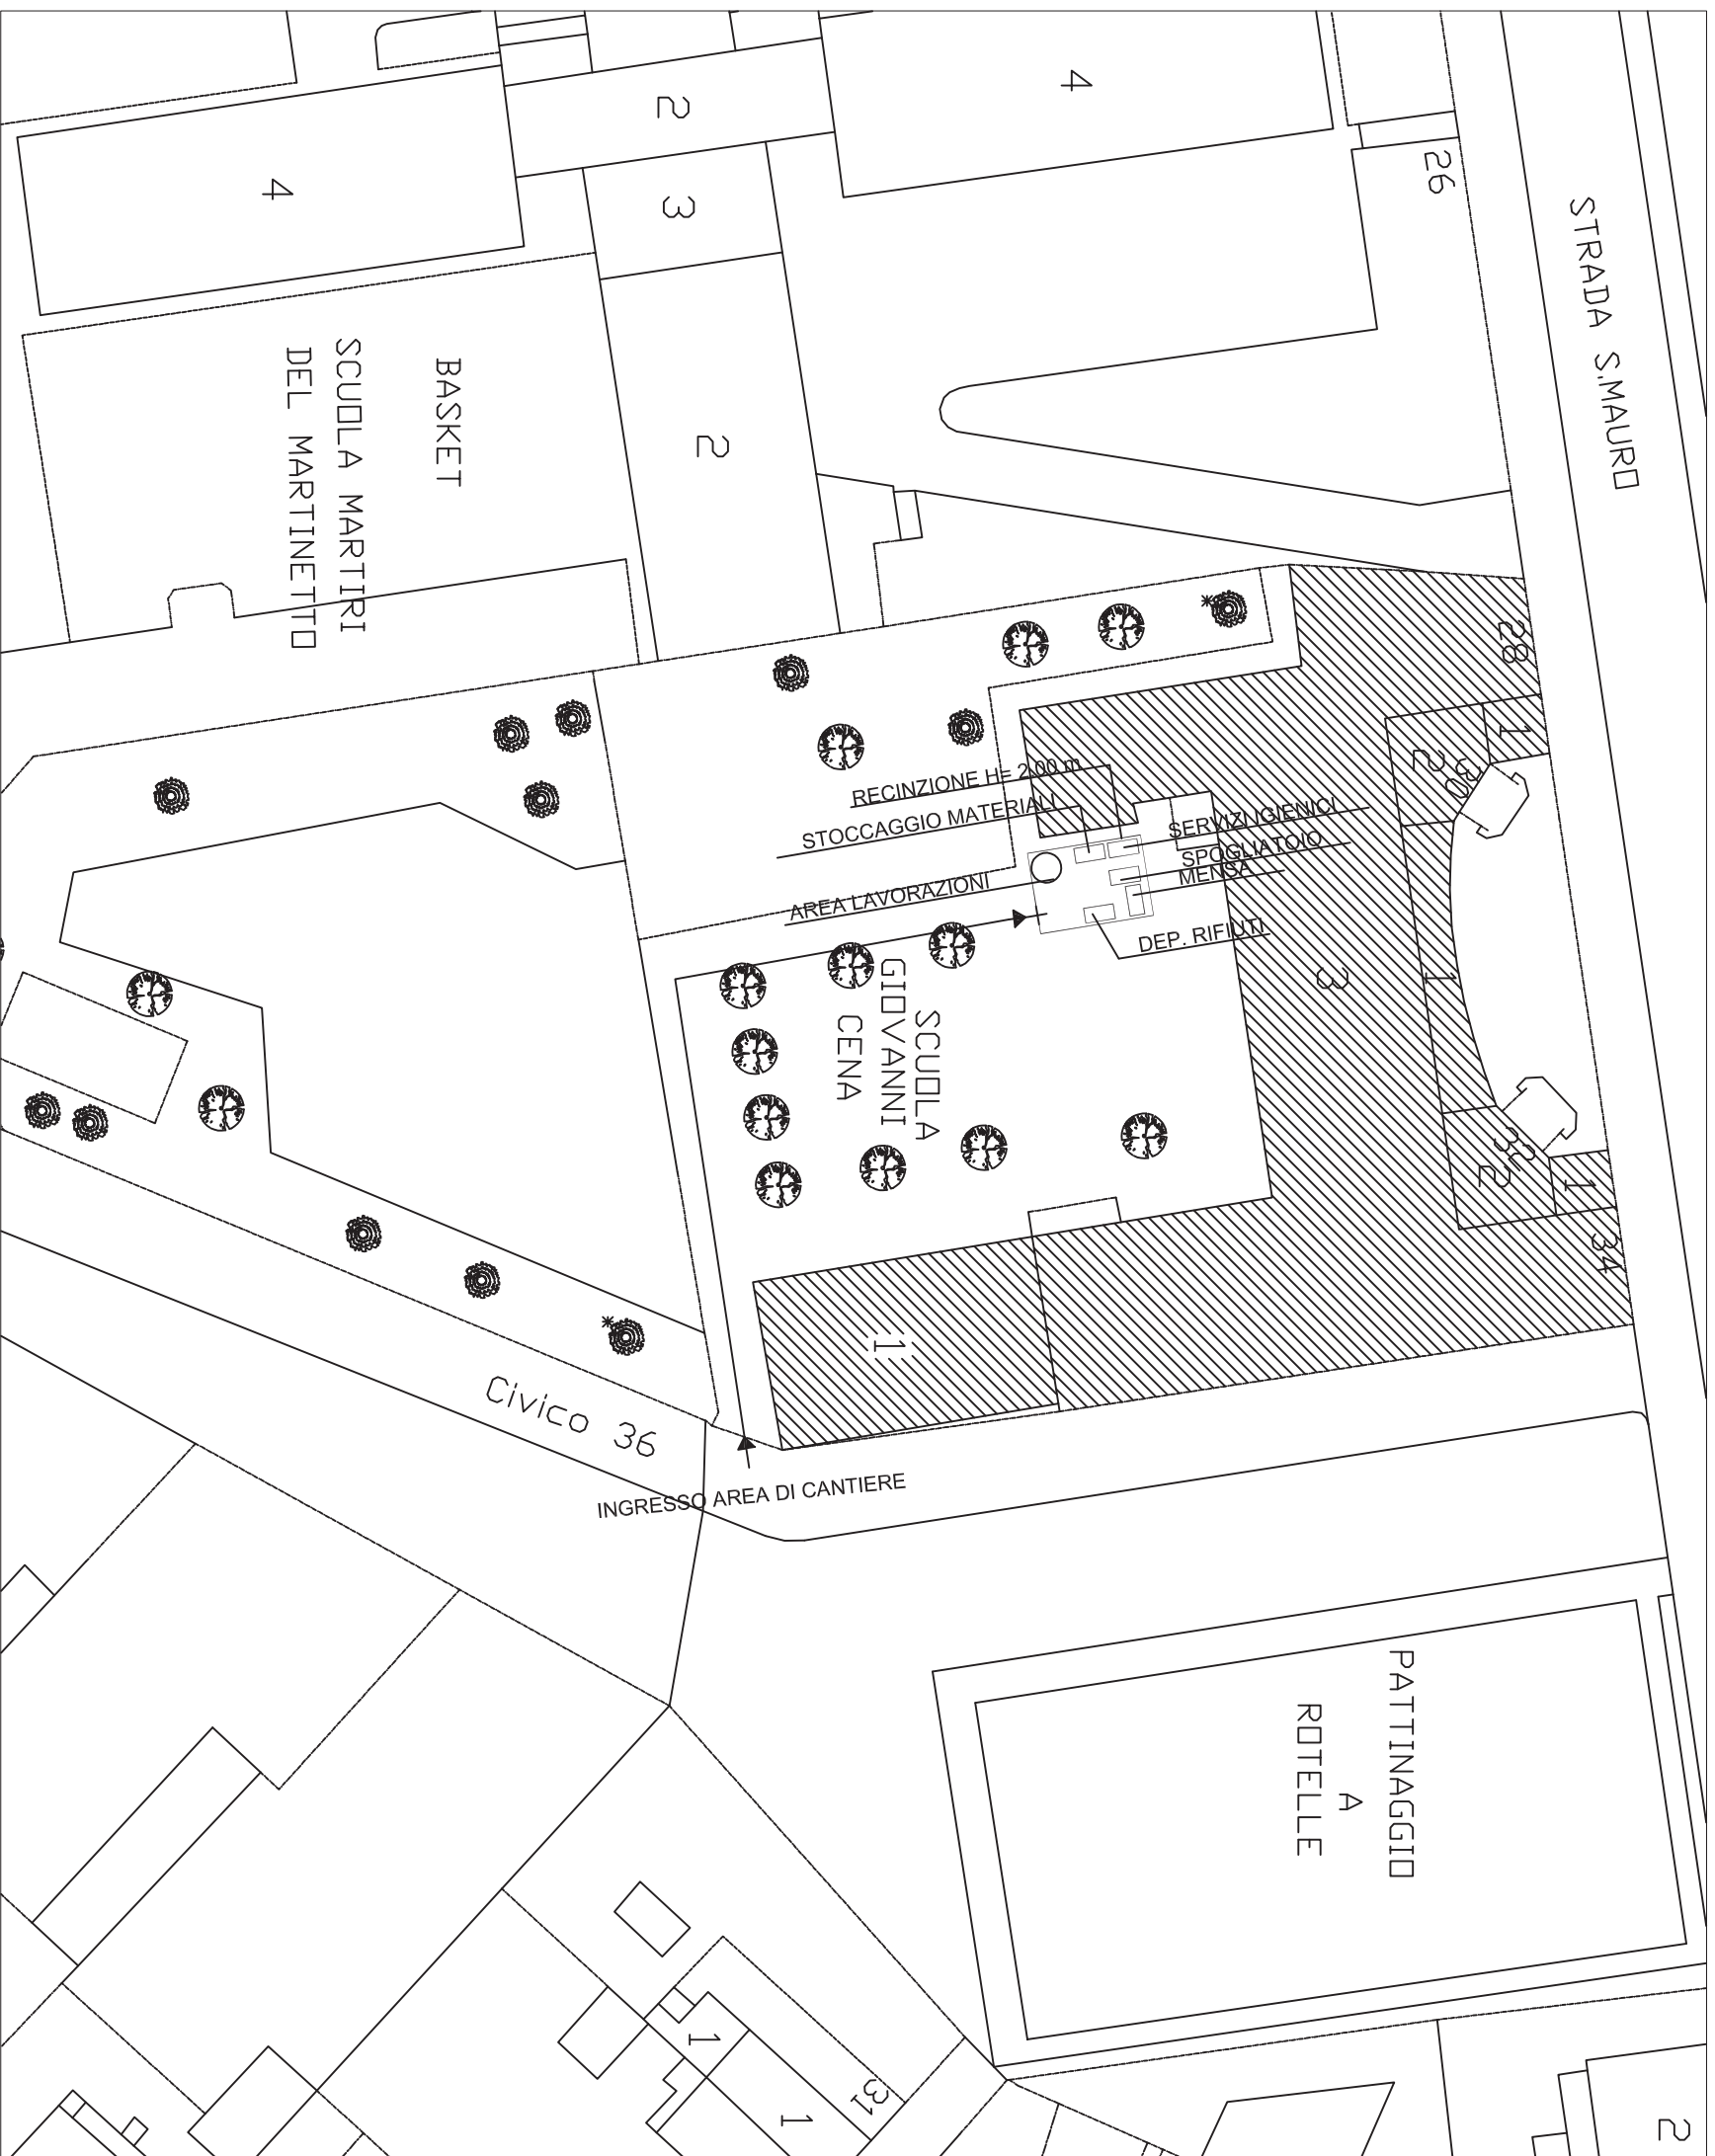 4
2
4
3
26
STRADA S.MAURO
BASKET
SCUOLA MARTIRI
DEL MARTINETTO
2
28
1
2
30
RECINZIONE H= 2.00 m
STOCCAGGIO MATERIALI
SERVIZI IGIENICI
SPOGLIATOIO
MENSA
AREA LAVORAZIONI
DEP. RIFIUTI
3
1
SCUOLA
GIOVANNI
CENA
32
2
1
34
1
Civico 36
INGRESSO AREA DI CANTIERE
PATTINAGGIO
A
ROTELLE
1
31
1
2